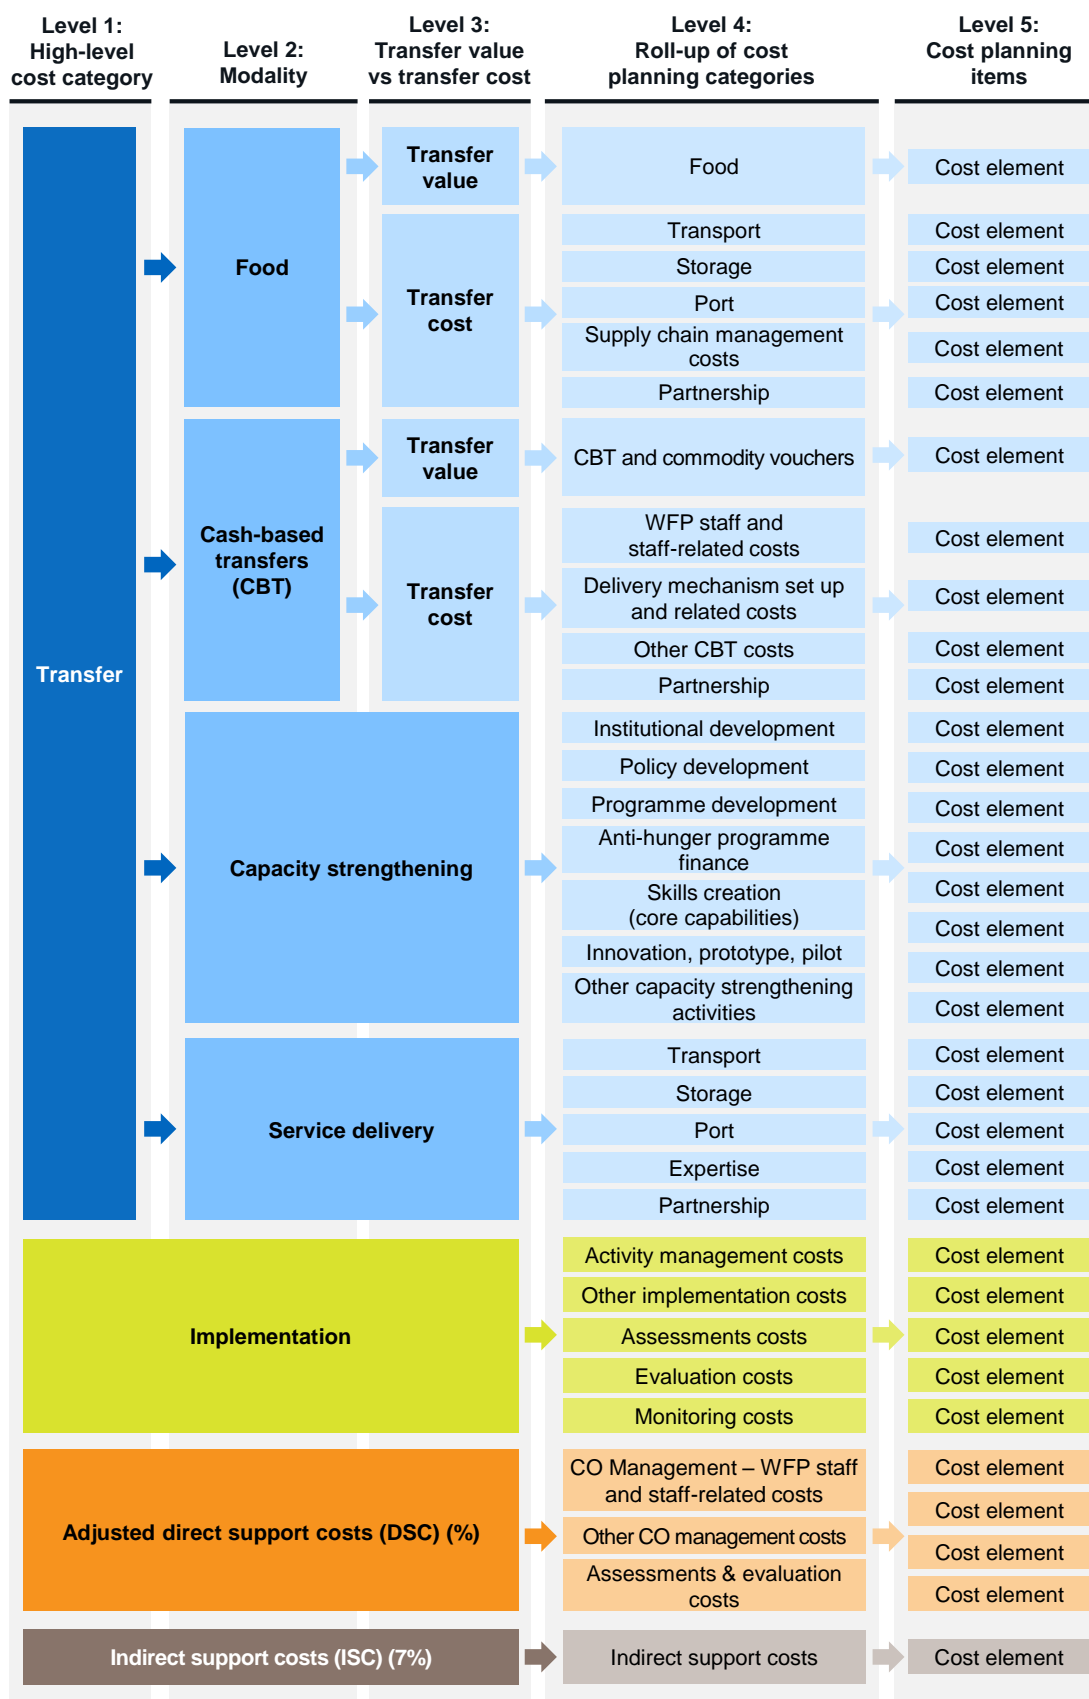 Level 1:
High-level
cost category
Level 2:
Modality
Level 3:
Transfer value
vs transfer cost
Level 4:
Roll-up of cost
planning categories
Level 5:
Cost planning
items
Transfer
Food
Transfer
value
Food
Cost element
Transfer
cost
Transport
Cost element
Storage
Cost element
Port
Cost element
Supply chain management
costs
Cost element
Partnership
Cost element
Cash-based
transfers
(CBT)
Transfer
value
CBT and commodity vouchers
Cost element
Transfer
cost
WFP staff and
staff-related costs
Cost element
Delivery mechanism set up
and related costs
Cost element
Other CBT costs
Cost element
Partnership
Cost element
Capacity strengthening
Institutional development
Cost element
Policy development
Cost element
Programme development
Cost element
Anti-hunger programme
finance
Cost element
Skills creation
(core capabilities)
Cost element
Cost element
Innovation, prototype, pilot
Cost element
Other capacity strengthening
activities
Cost element
Service delivery
Transport
Cost element
Storage
Cost element
Port
Cost element
Expertise
Cost element
Partnership
Cost element
Implementation
Activity management costs
Cost element
Other implementation costs
Cost element
Assessments costs
Cost element
Evaluation costs
Cost element
Monitoring costs
Cost element
Adjusted direct support costs (DSC) (%)
CO Management – WFP staff
and staff-related costs
Cost element
Cost element
Other CO management costs
Cost element
Assessments & evaluation
costs
Cost element
Indirect support costs (ISC) (7%)
Indirect support costs
Cost element